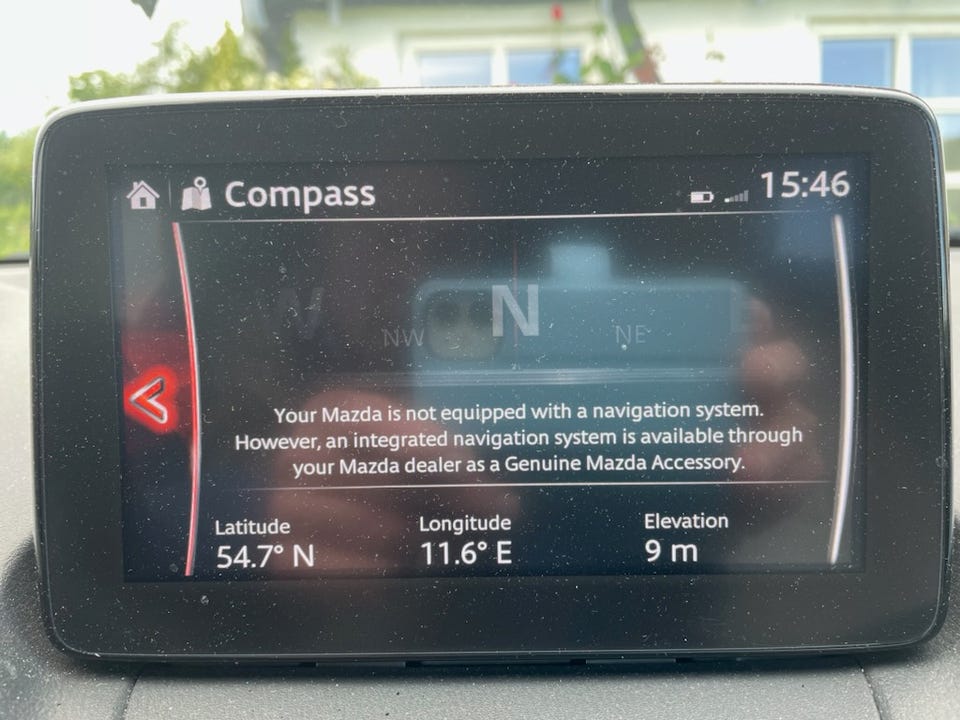 Compass
15:46
W
NW
N
NE
E
Your Mazda is not equipped with a navigation system.
However, an integrated navigation system is available through
your Mazda dealer as a Genuine Mazda Accessory.
Latitude Longitude Elevation
54.7° N 11.6° E 9 m